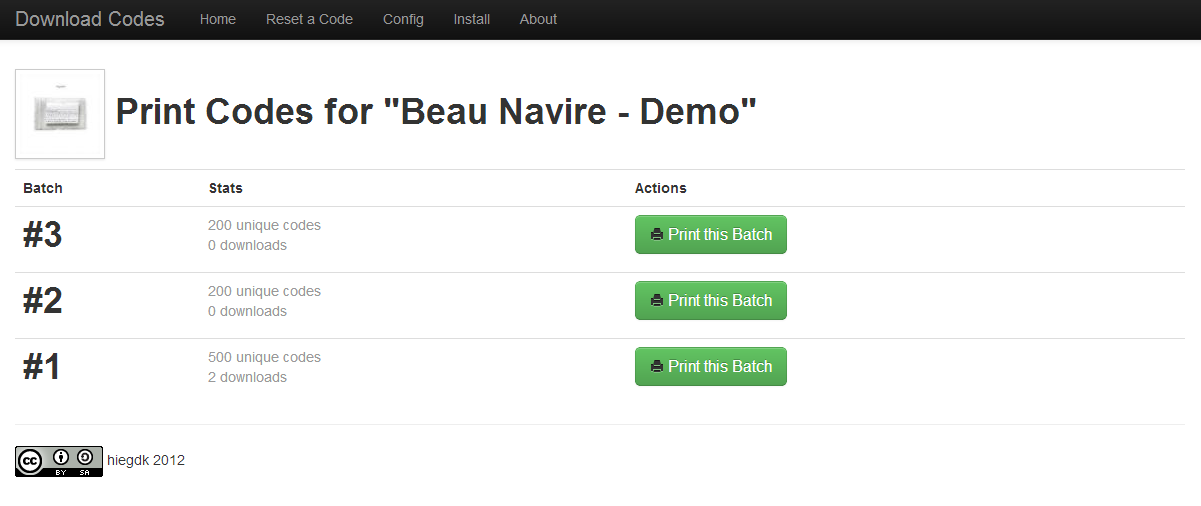 Download Codes Home Reset a Code Config Install About
Print Codes for "Beau Navire - Demo"
Batch Stats Actions
#3 200 unique codes
0 downloads
Print this Batch
#2 200 unique codes
0 downloads
Print this Batch
#1 500 unique codes
2 downloads
Print this Batch
cc BY SA hiegdk 2012